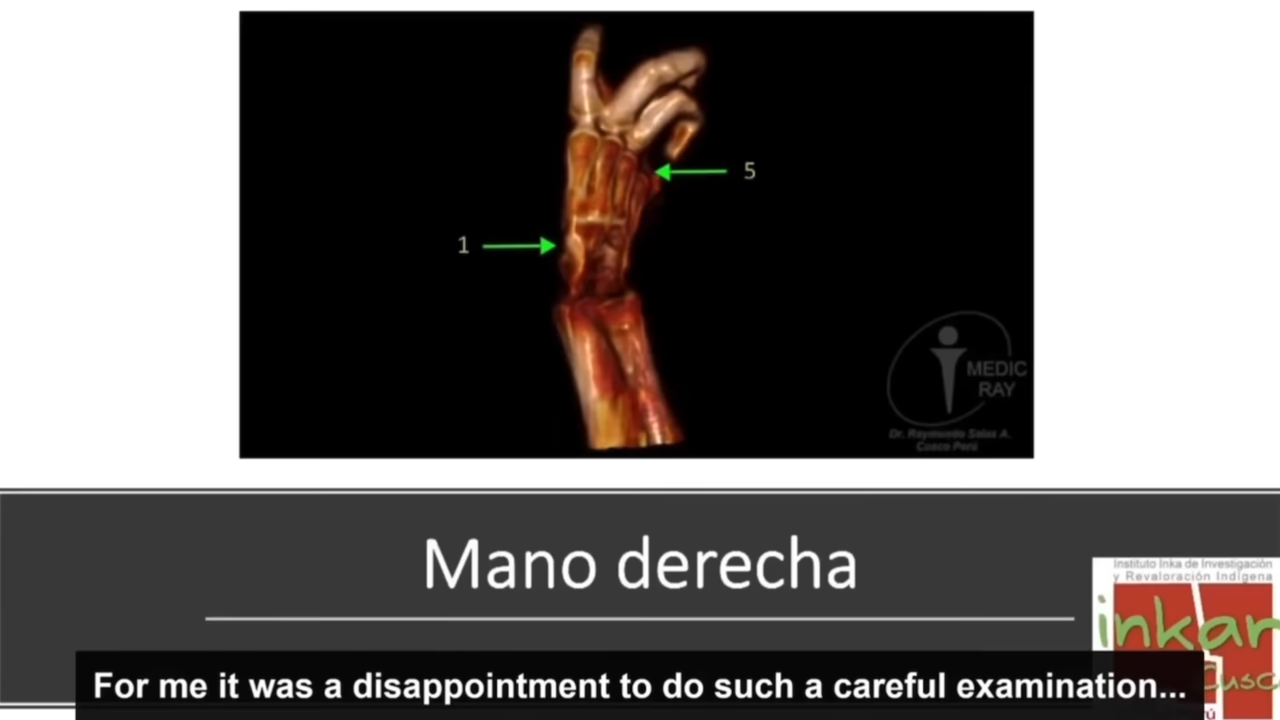 5
1
MEDIC
RAY
Dr. Raymundo Salas A.
Cusco Perú
Mano derecha
Instituto Inka de Investigación
y Revaloración Indígena
inkar
Cusc
For me it was a disappointment to do such a careful examination...